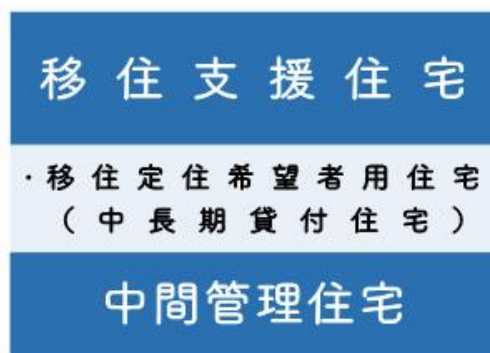 移住支援住宅
・移住定住希望者用住宅
(中長期貸付住宅)
中間管理住宅